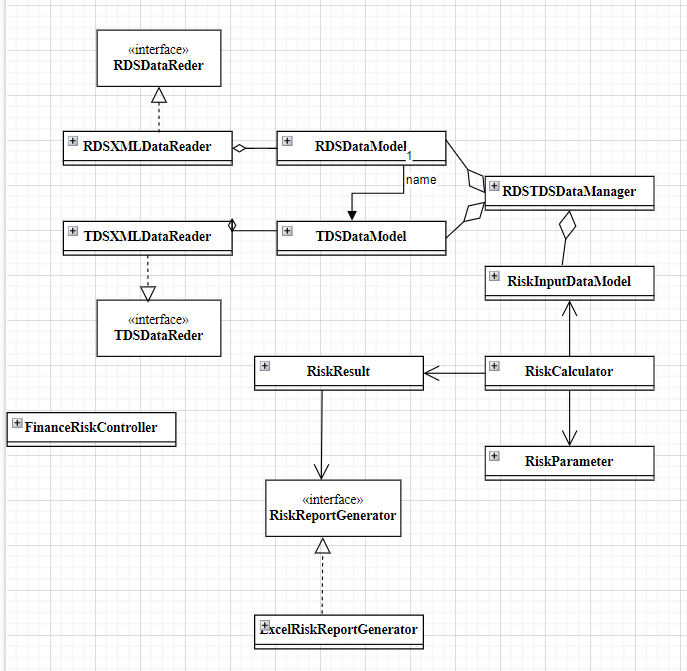 «interface»
RDSDataReder
RDSXMLDataReader
RDSDataModel
1
name
RDSTDSDataManager
TDSXMLDataReader
TDSDataModel
RiskInputDataModel
«interface»
TDSDataReder
RiskResult
RiskCalculator
FinanceRiskController
RiskParameter
«interface»
RiskReportGenerator
ExcelRiskReportGenerator